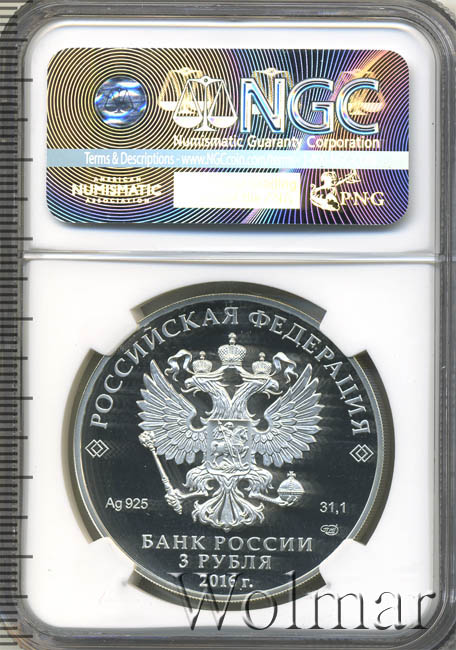 NGC
Numismatic Guaranty Corporation
Terms & Descriptions - www.NGCcoin.com
AMERICAN
NUMISMATIC
ASSOCIATION
PNG
РОССИЙСКАЯ ФЕДЕРАЦИЯ
Ag 925
31,1
БАНК РОССИИ
3 РУБЛЯ
2016 г.
Wolmar